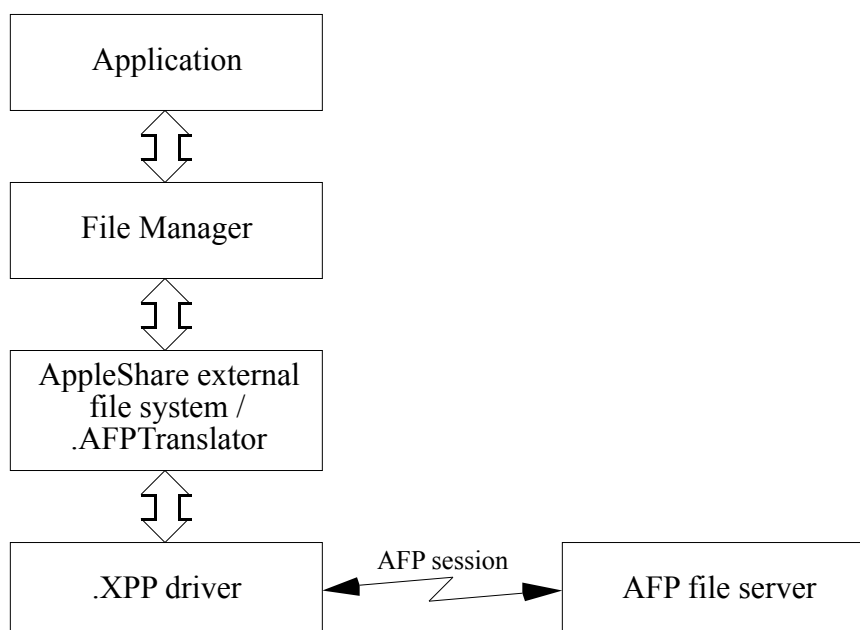 Application
File Manager
AppleShare external
file system /
.AFPTranslator
.XPP driver
AFP session
AFP file server